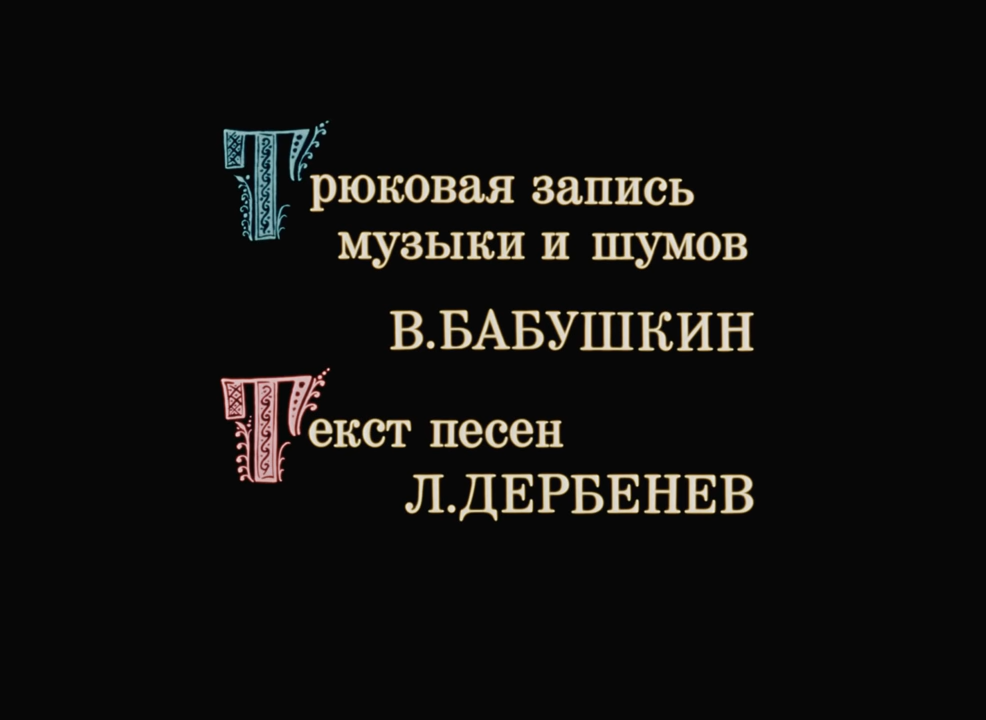 Трюковая запись
музыки и шумов
В.БАБУШКИН
Текст песен
Л.ДЕРБЕНЕВ